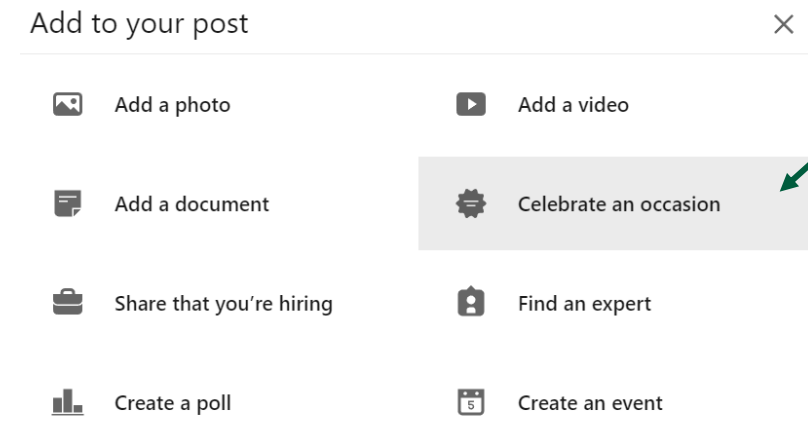 Add to your post
Add a photo
Add a video
Add a document
Celebrate an occasion
Share that you’re hiring
Find an expert
Create a poll
5
Create an event